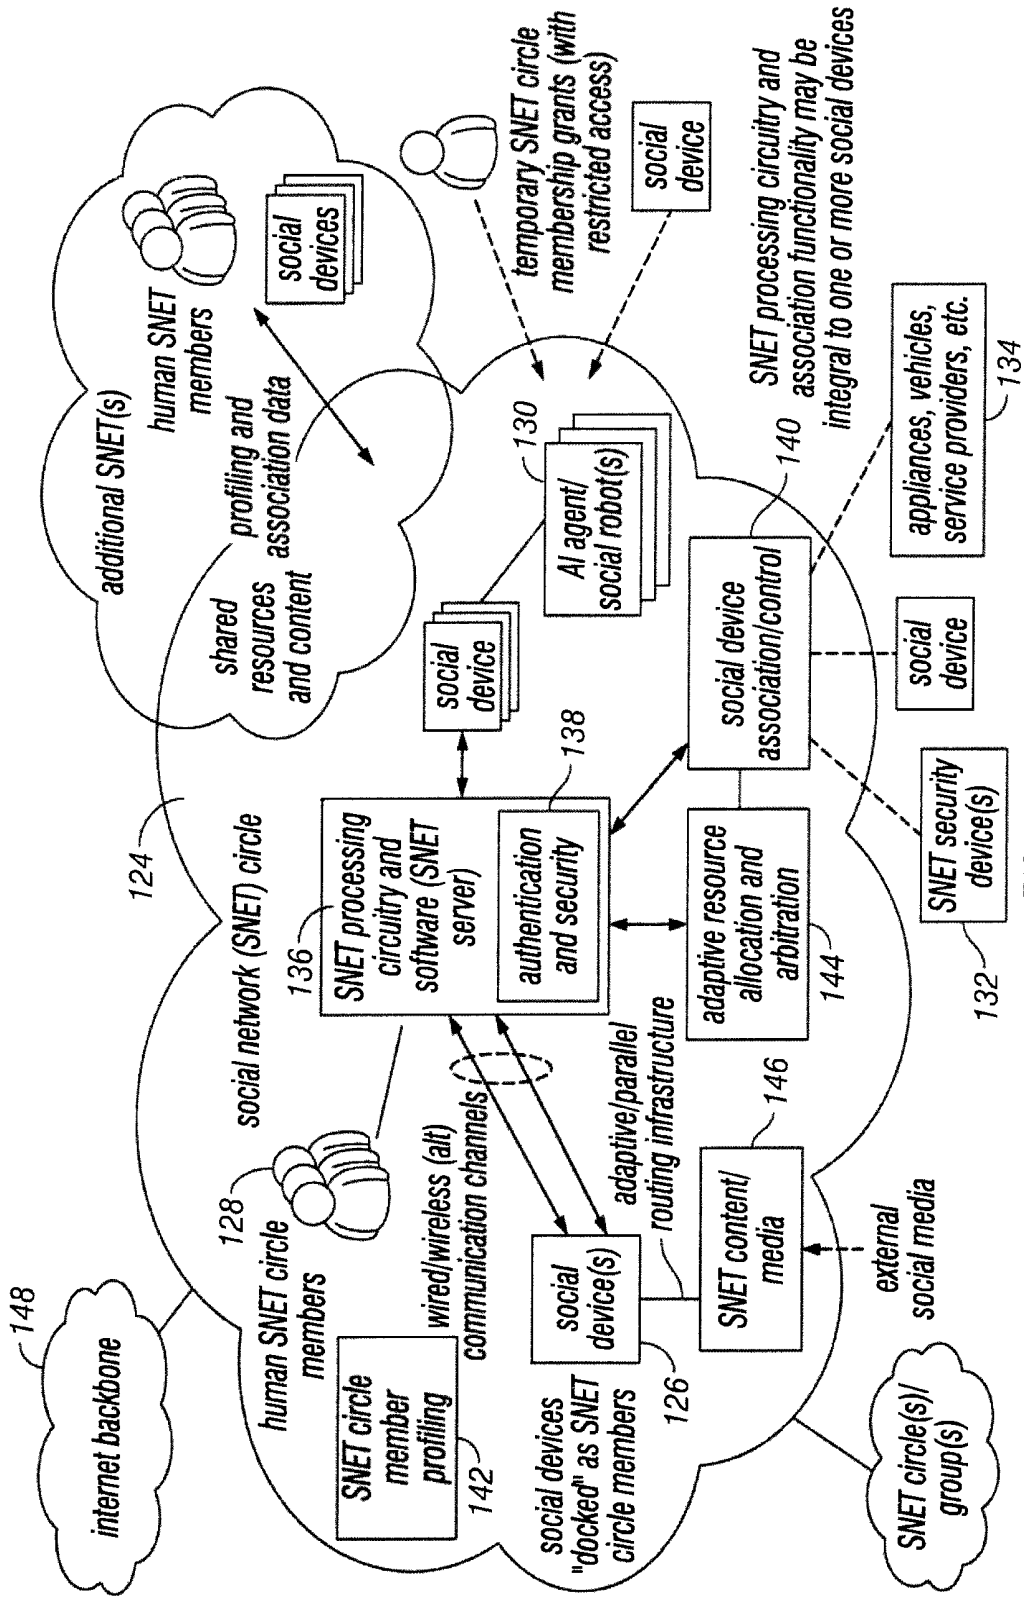 148
internet backbone
124
social network (SNET) circle
additional SNET(s)
human SNET
members
social
devices
profiling and
association data
shared
resources
and content
temporary SNET circle
membership grants (with
restricted access)
social
device
128
human SNET circle
members
SNET circle
member
profiling
142
wired/wireless (alt)
communication channels
136
SNET processing
circuitry and
software (SNET
server)
authentication
and security
138
social
device
130
AI agent/
social robot(s)
SNET processing circuitry and
association functionality may be
integral to one or more social devices
social devices
"docked" as SNET
circle members
social
device(s)
126
adaptive/parallel
routing infrastructure
SNET content/
media
146
external
social media
adaptive resource
allocation and
arbitration
144
social device
association/control
140
SNET circle(s)/
group(s)
SNET security
device(s)
132
social
device
appliances, vehicles,
service providers, etc.
134